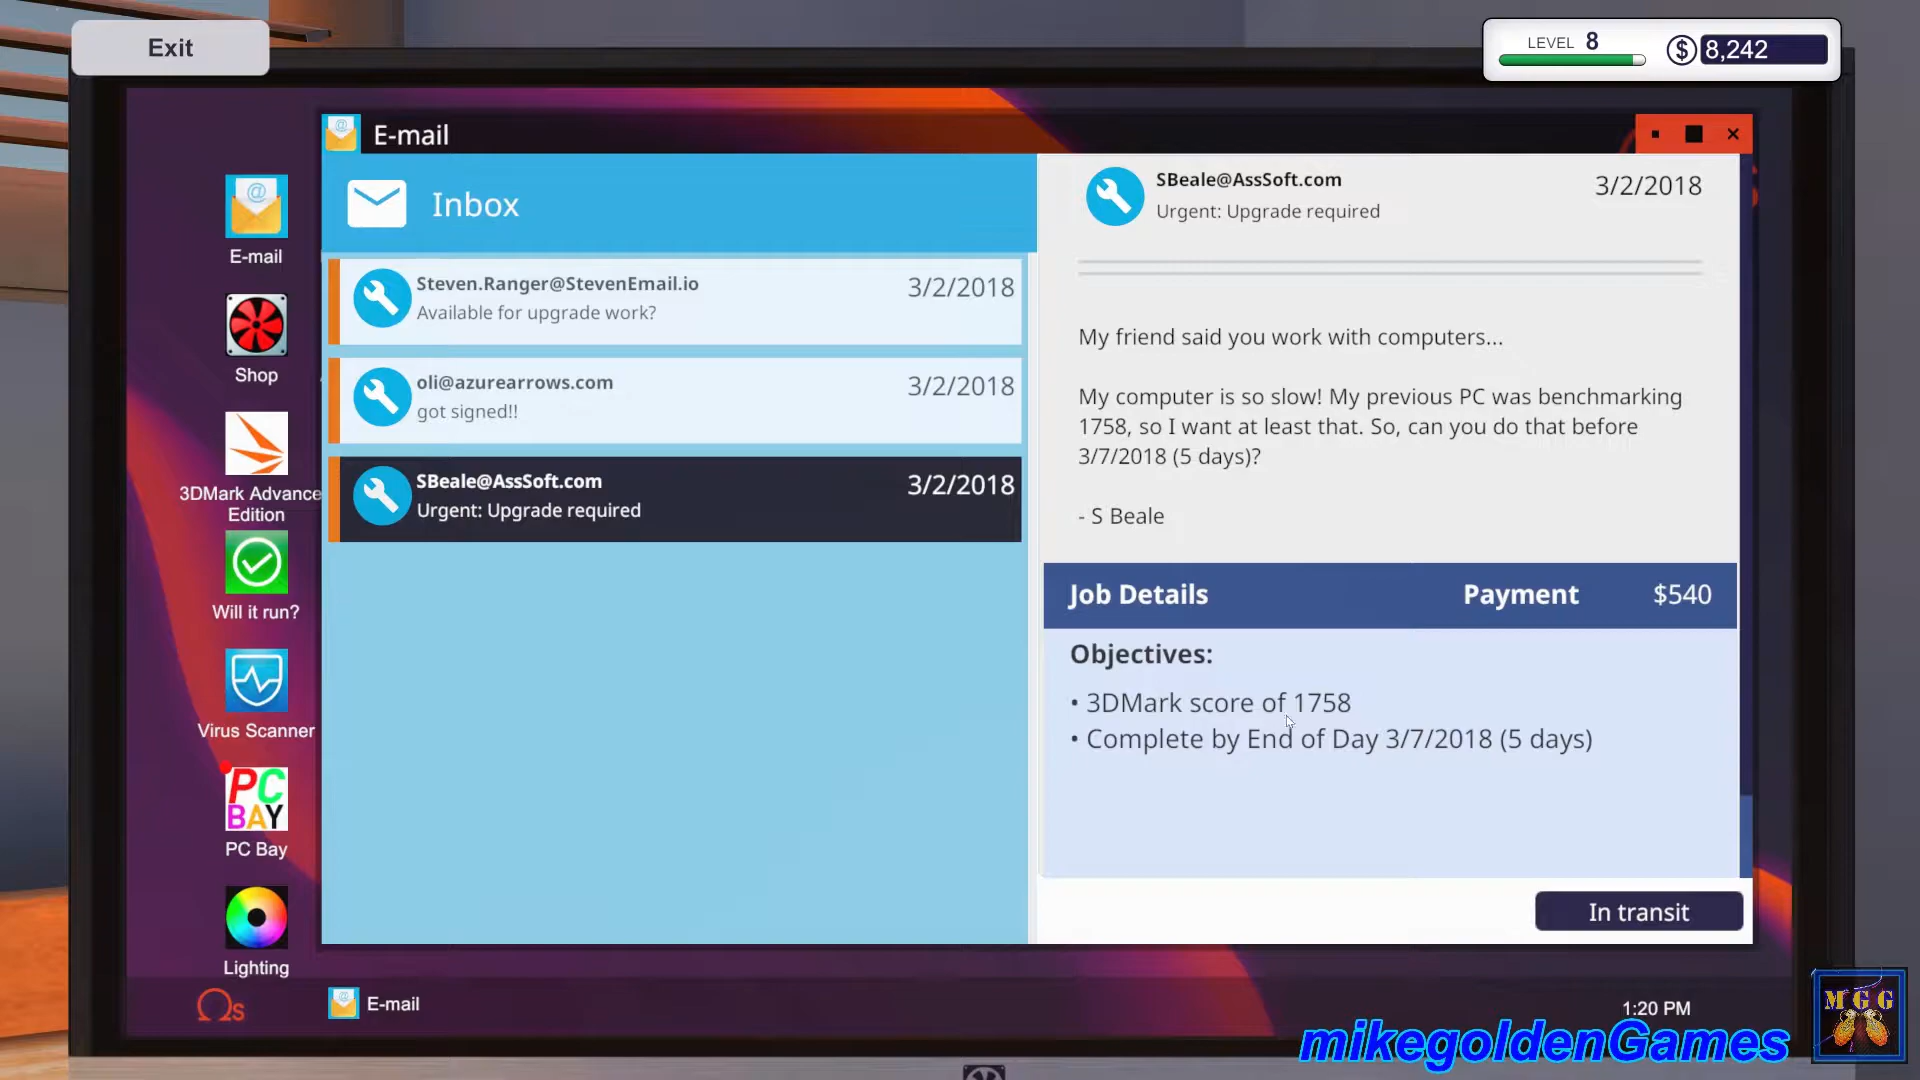 Exit
LEVEL 8
$ 8,242
E-mail
Inbox
Steven.Ranger@StevenEmail.io
3/2/2018
Available for upgrade work?
oli@azurearrows.com
3/2/2018
got signed!!
SBeale@AssSoft.com
3/2/2018
Urgent: Upgrade required
SBeale@AssSoft.com
3/2/2018
Urgent: Upgrade required
My friend said you work with computers...
My computer is so slow! My previous PC was benchmarking
1758, so I want at least that. So, can you do that before
3/7/2018 (5 days)?
- S Beale
Job Details
Payment
$540
Objectives:
• 3DMark score of 1758
• Complete by End of Day 3/7/2018 (5 days)
In transit
E-mail
Shop
3DMark Advance
Edition
Will it run?
Virus Scanner
PC
BAY
PC Bay
Lighting
Ωs
E-mail
1:20 PM
mikegoldenGames
MGG